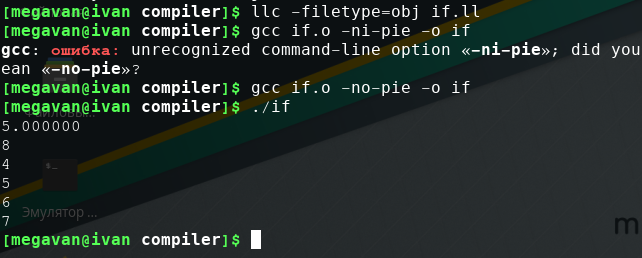 [megavan@ivan compiler]$ llc -filetype=obj if.ll
[megavan@ivan compiler]$ gcc if.o -ni-pie -o if
gcc: ошибка: unrecognized command-line option «-ni-pie»; did you
ean «-no-pie»?
[megavan@ivan compiler]$ gcc if.o -no-pie -o if
[megavan@ivan compiler]$ ./if
5.000000
8
4
5
6
Эмулятор ...
7
[megavan@ivan compiler]$
m